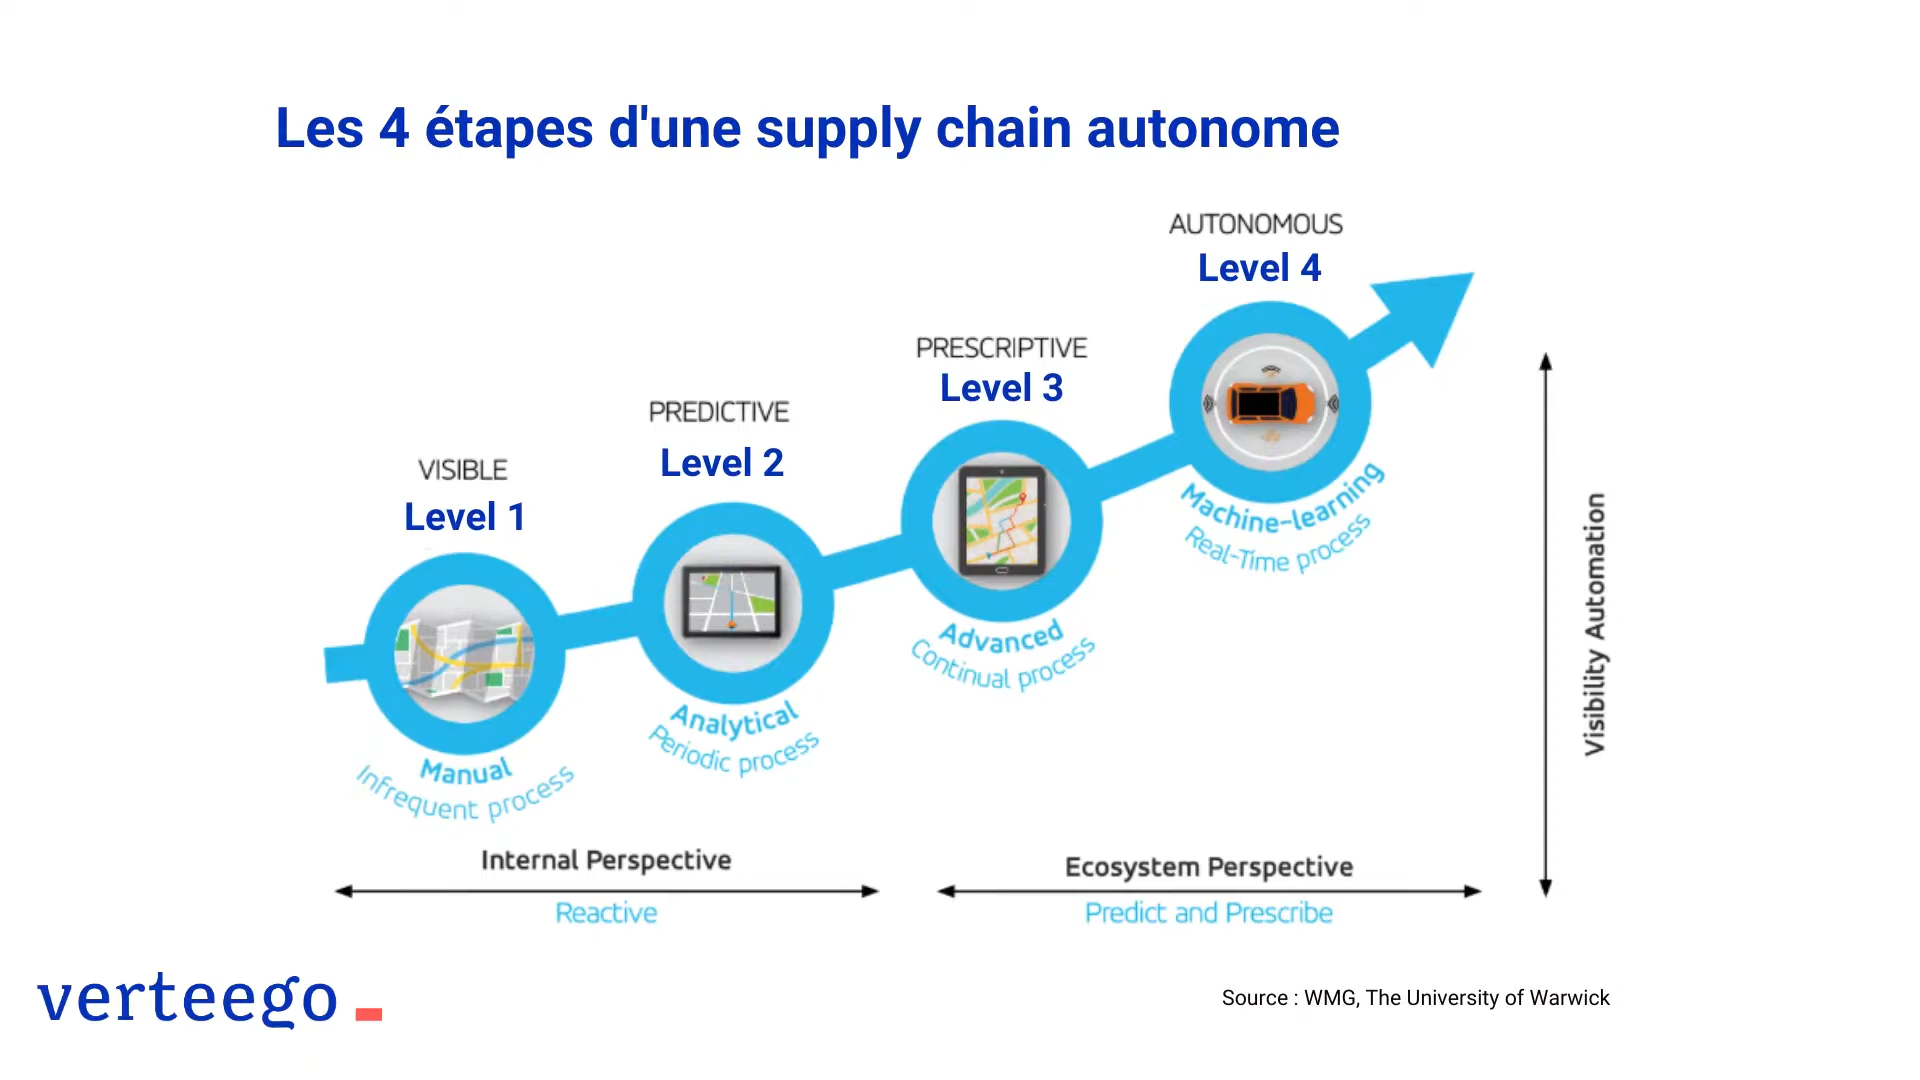 Les 4 étapes d'une supply chain autonome
AUTONOMOUS
Level 4
PRESCRIPTIVE
Level 3
PREDICTIVE
Level 2
VISIBLE
Level 1
Machine-learning
Real-Time process
Advanced
Continual process
Analytical
Periodic process
Manual
Infrequent process
Visibility Automation
Internal Perspective
Reactive
Ecosystem Perspective
Predict and Prescribe
verteego
Source : WMG, The University of Warwick